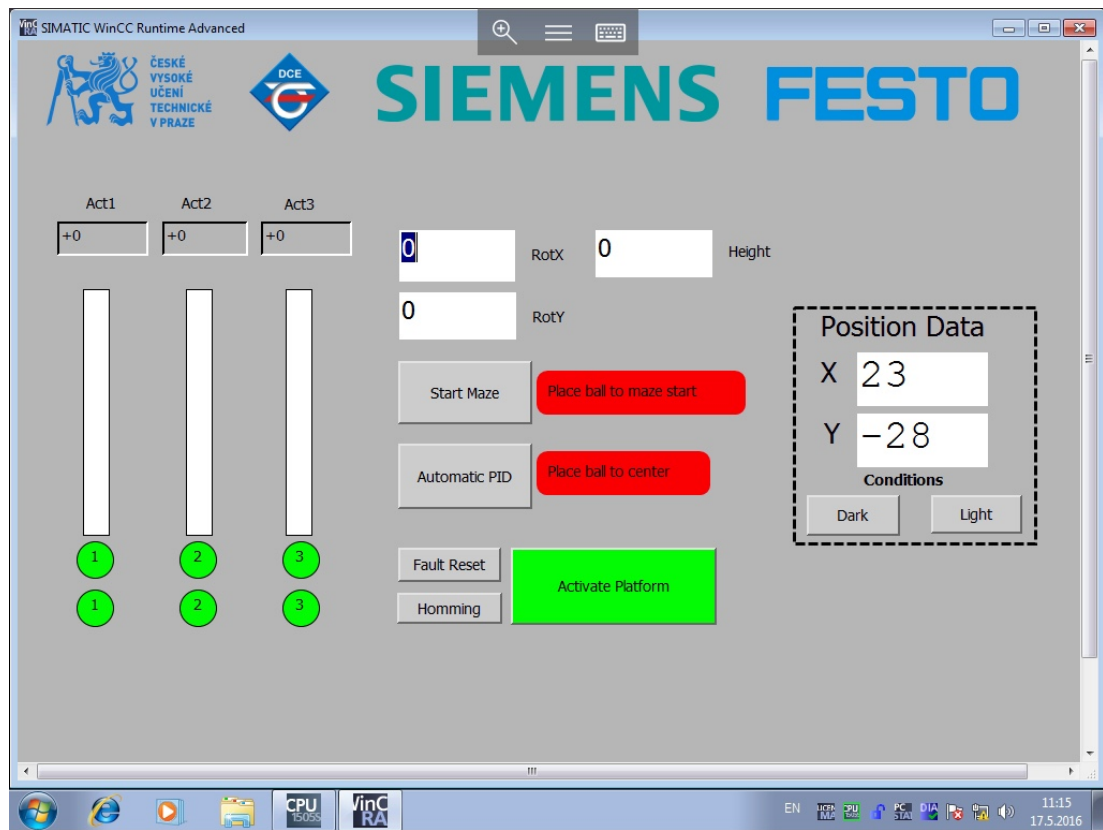 SIMATIC WinCC Runtime Advanced
ČESKÉ
VYSOKÉ
UČENÍ
TECHNICKÉ
V PRAZE
DCE
SIEMENS
FESTO
Act1 Act2 Act3
+0 +0 +0
0 RotX 0 Height
0 RotY
Position Data
X 23
Y -28
Conditions
Dark Light
Start Maze Place ball to maze start
Automatic PID Place ball to center
1 2 3
1 2 3
Fault Reset
Homming
Activate Platform
CPU
1505S
WinC
RA
EN
11:15
17.5.2016